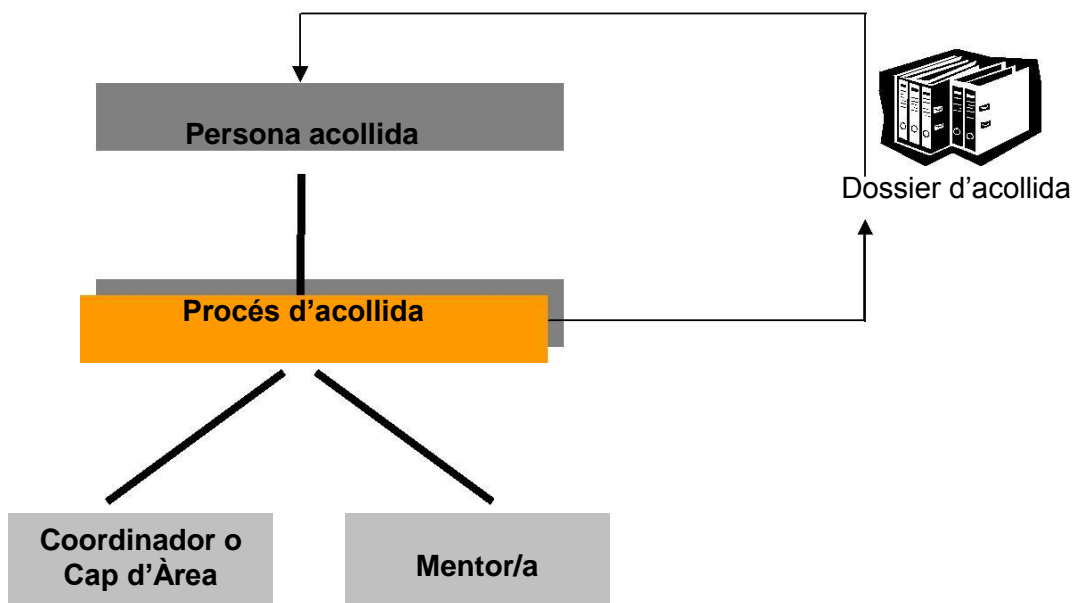 Persona acollida
Dossier d’acollida
Procés d’acollida
Coordinador o
Cap d’Àrea
Mentor/a